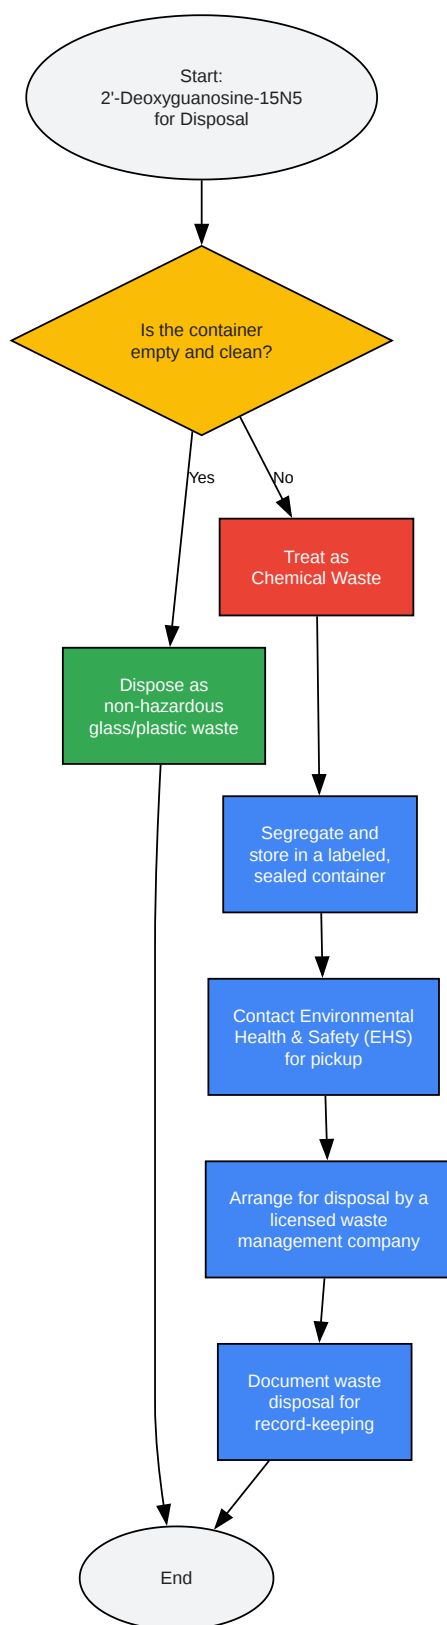 Start:
2'-Deoxyguanosine-15N5
for Disposal
Is the container
empty and clean?
Yes
No
Treat as
Chemical Waste
Dispose as
non-hazardous
glass/plastic waste
Segregate and
store in a labeled,
sealed container
Contact Environmental
Health & Safety (EHS)
for pickup
Arrange for disposal by a
licensed waste
management company
Document waste
disposal for
record-keeping
End